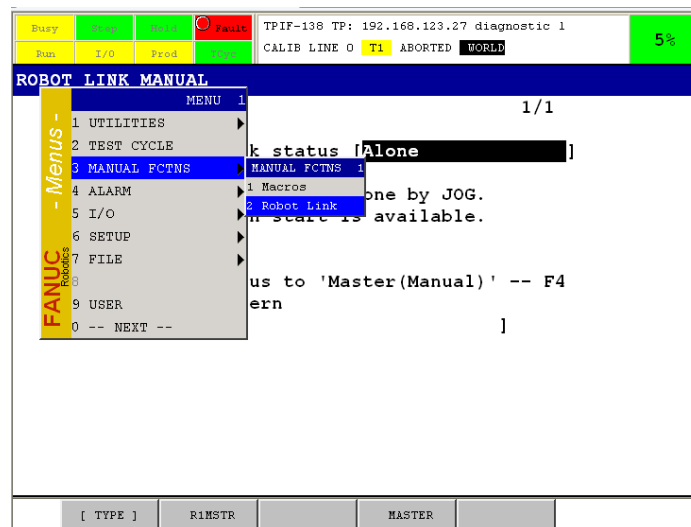 Busy Step Hold Fault
Run I/O Prod TCyc
TPIF-138 TP: 192.168.123.27 diagnostic l
CALIB LINE 0 T1 ABORTED WORLD
5%
ROBOT LINK MANUAL
1/1
- Menus -
FANUC
Robotics
MENU 1
1 UTILITIES
2 TEST CYCLE
3 MANUAL FCTNS
4 ALARM
5 I/O
6 SETUP
7 FILE
8
9 USER
0 -- NEXT --
MANUAL FCTNS 1
1 Macros
2 Robot Link
k status [Alone ]
one by JOG.
n start is available.
us to 'Master(Manual)' -- F4
ern
]
[ TYPE ] R1MSTR MASTER